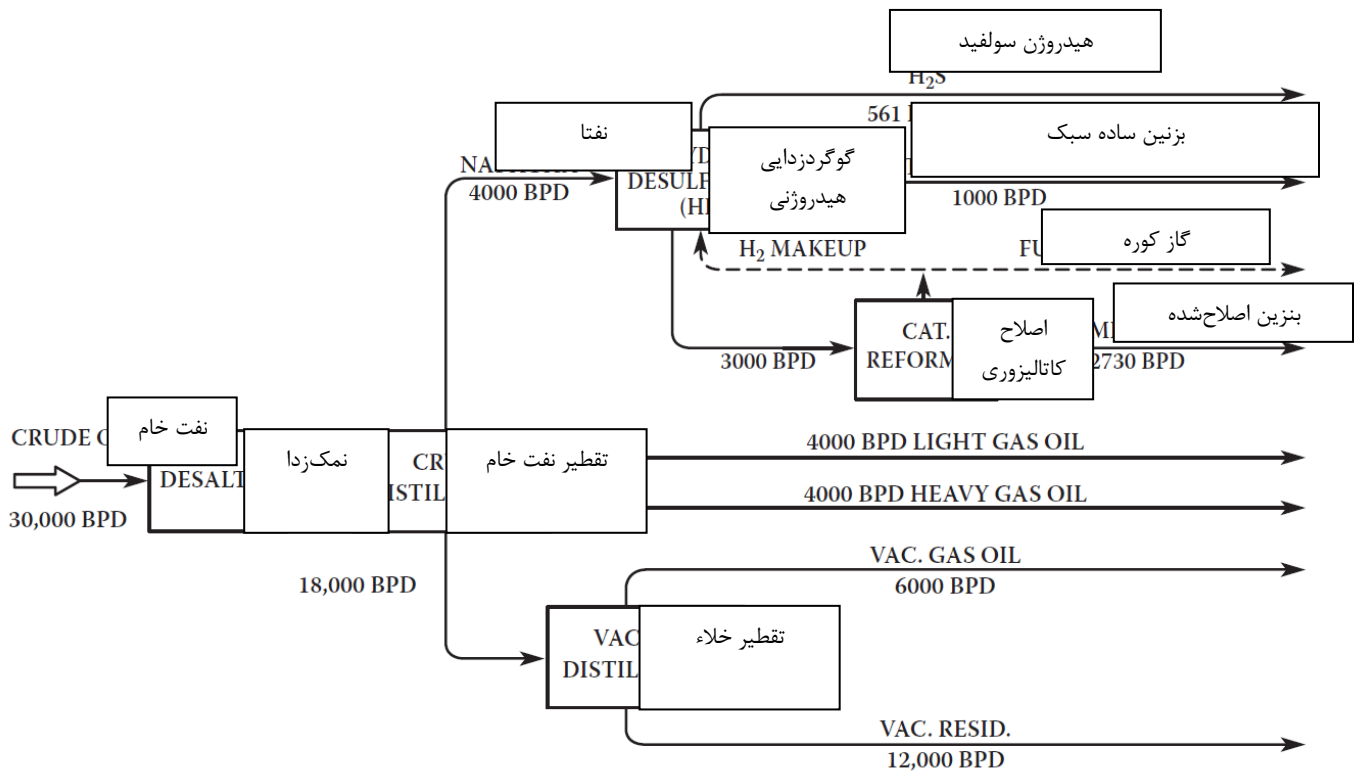 هیدروژن سولفید
H₂S
561
بزنین ساده سبک
1000 BPD
نفتا
NA
4000 BPD
گوگردزدایی
هیدروژنی
YD
DESULF
(H
H₂ MAKEUP
گاز کوره
FU
بنزین اصلاح‌شده
2730 BPD
3000 BPD
CAT.
REFORM
اصلاح
کاتالیزوری
CRUDE
نفت خام
30,000 BPD
DESALT
نمک‌زدا
CR
ISTIL
تقطیر نفت خام
4000 BPD LIGHT GAS OIL
4000 BPD HEAVY GAS OIL
18,000 BPD
VAC. GAS OIL
6000 BPD
VAC
DISTIL
تقطیر خلاء
VAC. RESID.
12,000 BPD